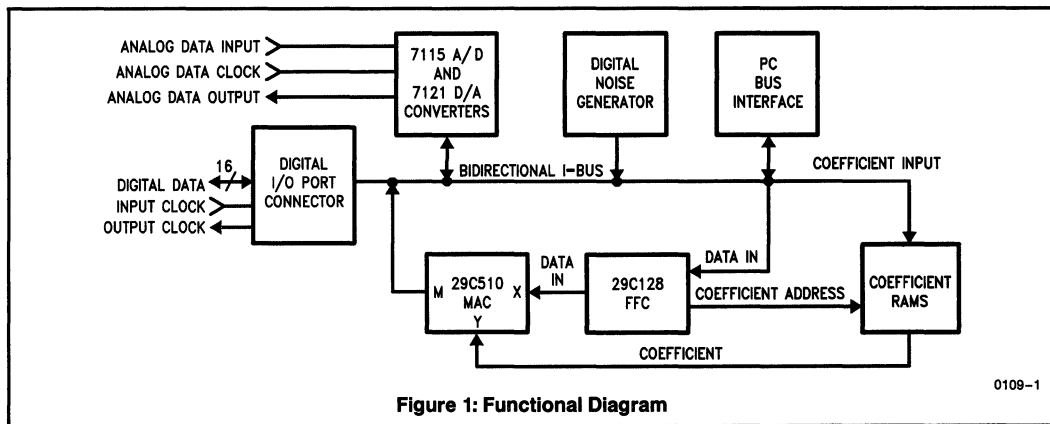 ANALOG DATA INPUT
ANALOG DATA CLOCK
ANALOG DATA OUTPUT
7115 A/D
AND
7121 D/A
CONVERTERS
DIGITAL
NOISE
GENERATOR
PC
BUS
INTERFACE
16
DIGITAL DATA
INPUT CLOCK
OUTPUT CLOCK
DIGITAL
I/O PORT
CONNECTOR
BIDIRECTIONAL I-BUS
COEFFICIENT INPUT
M
29C510
MAC
X
Y
DATA
IN
29C128
FFC
DATA IN
COEFFICIENT ADDRESS
COEFFICIENT
RAMS
COEFFICIENT
0109-1
Figure 1: Functional Diagram